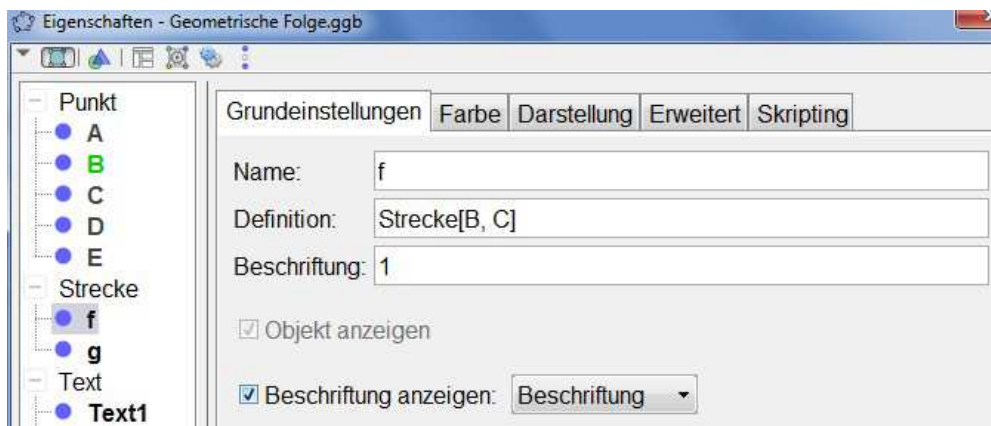 Eigenschaften - Geometrische Folge.ggb
Punkt
A
B
C
D
E
Strecke
f
g
Text
Text1
Grundeinstellungen Farbe Darstellung Erweitert Skripting
Name: f
Definition: Strecke[B, C]
Beschriftung: 1
Objekt anzeigen
Beschriftung anzeigen: Beschriftung